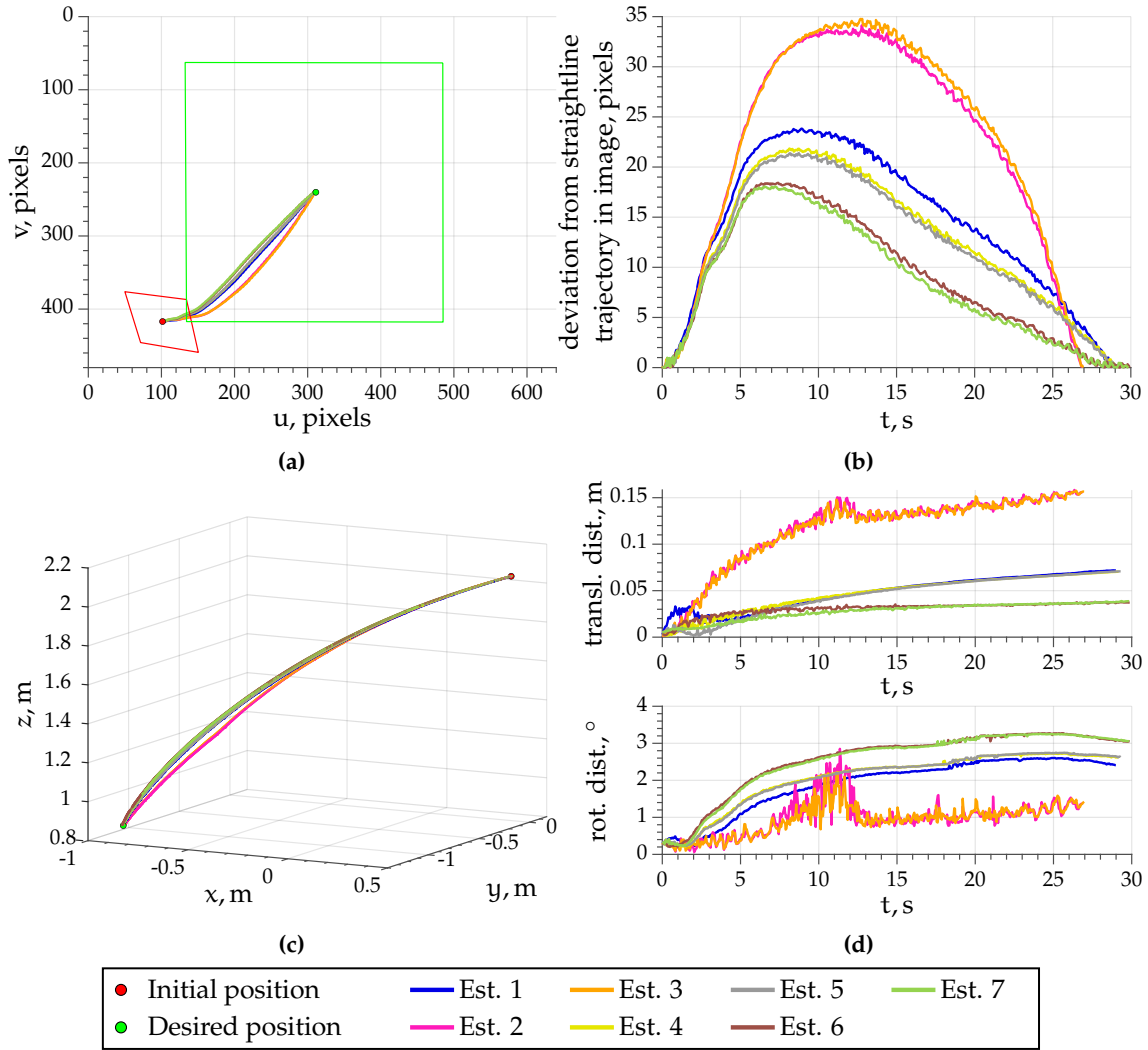 0
100
200
300
400
v, pixels
0 100 200 300 400 500 600
u, pixels
(a)
35
30
25
20
15
10
5
0
deviation from straightline
trajectory in image, pixels
0 5 10 15 20 25 30
t, s
(b)
2.2
2
1.8
1.6
1.4
1.2
1
0.8
z, m
-1 -0.5 0 0.5
x, m
-1 -0.5 0
y, m
(c)
0.15
0.1
0.05
0
transl. dist., m
0 5 10 15 20 25 30
4
3
2
1
0
rot. dist., °
0 5 10 15 20 25 30
t, s
(d)
Initial position Est. 1 Est. 3 Est. 5 Est. 7
Desired position Est. 2 Est. 4 Est. 6